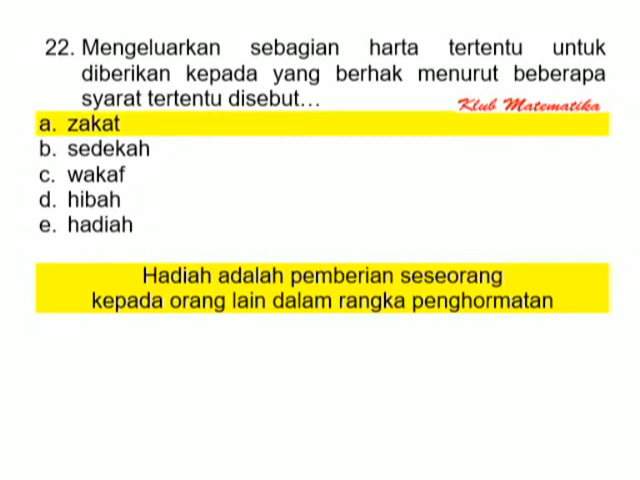 22. Mengeluarkan sebagian harta tertentu untuk
diberikan kepada yang berhak menurut beberapa
syarat tertentu disebut...
Klub Matematika
a. zakat
b. sedekah
c. wakaf
d. hibah
e. hadiah
Hadiah adalah pemberian seseorang
kepada orang lain dalam rangka penghormatan